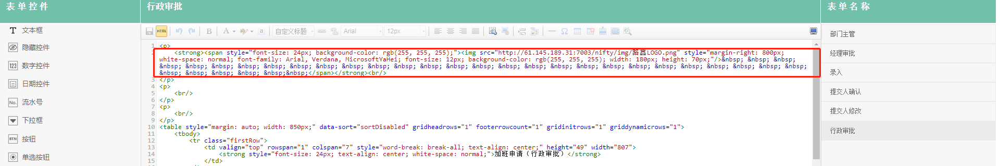 表单控件
行政审批
表单名称
文本框
隐藏控件
数字控件
日期控件
流水号
下拉框
按钮
单选按钮
HTML
B
A
自定义标题
Arial
12px
1 <p>
2 <strong><span style="font-size: 24px; background-color: rgb(255, 255, 255);"><img src="http://61.145.189.31:7003/nifty/img/路鑫LOGO.png" style="margin-right: 800px;
white-space: normal; font-family: Arial, Verdana, MicrosoftYaHei; font-size: 12px; background-color: rgb(255, 255, 255); width: 180px; height: 70px;"/>&nbsp; &nbsp; &nbsp;
&nbsp; &nbsp; &nbsp; &nbsp; &nbsp; &nbsp; &nbsp; &nbsp; &nbsp; &nbsp; &nbsp; &nbsp; &nbsp; &nbsp; &nbsp; &nbsp; &nbsp; &nbsp; &nbsp; &nbsp; &nbsp; &nbsp; &nbsp; &nbsp; &nbsp;
&nbsp; &nbsp; &nbsp; &nbsp; &nbsp;&nbsp;</span></strong><br/>
3 </p>
4 <p>
5 <br/>
6 </p>
7 <p>
8 <br/>
9 </p>
10 <table style="margin: auto; width: 850px;" data-sort="sortDisabled" gridheadrows="1" footerrowcount="1" gridinitrows="1" griddynamicrows="1">
11 <tbody>
12 <tr class="firstRow">
13 <td valign="top" rowspan="1" colspan="7" style="word-break: break-all; text-align: center;" height="49" width="807">
14 <strong style="font-size: 24px; text-align: center; white-space: normal;">加班申请（行政审批）</strong>
15 </td>
部门主管
经理审批
录入
提交人确认
提交人修改
行政审批